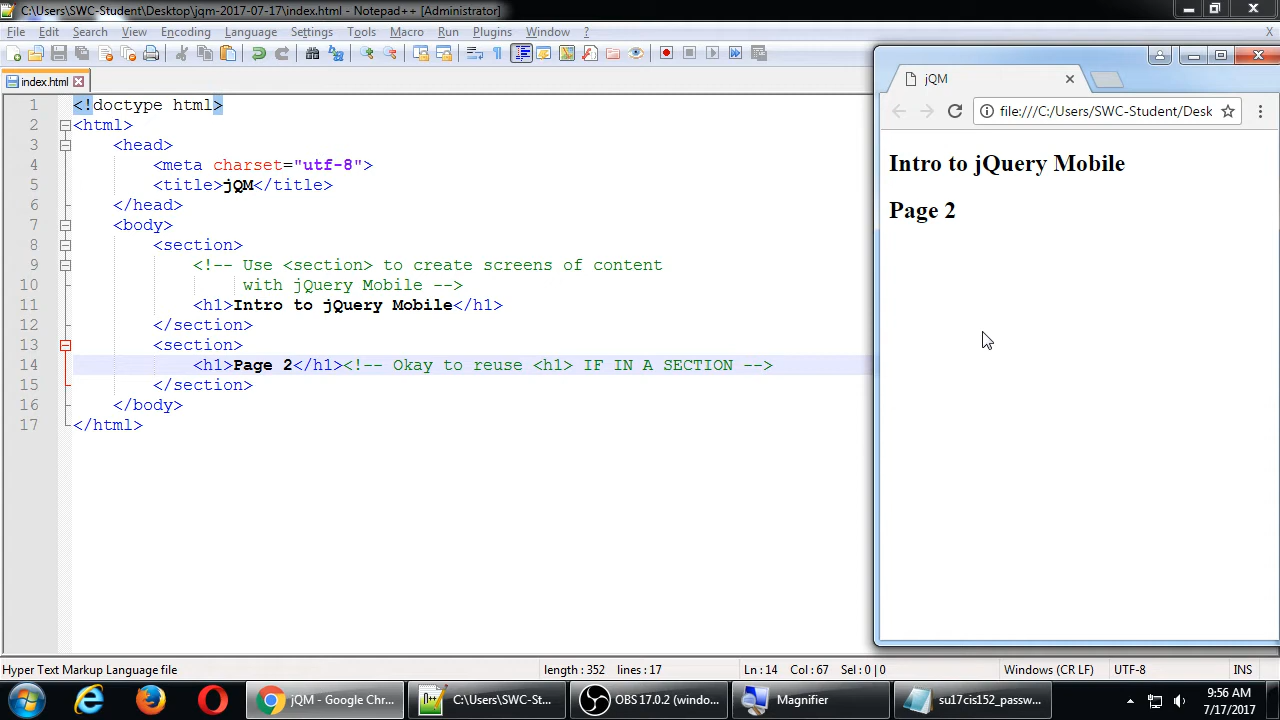 C:\Users\SWC-Student\Desktop\jqm-2017-07-17\index.html - Notepad++ [Administrator]
File Edit Search View Encoding Language Settings Tools Macro Run Plugins Window ? X
index.html
1 <!doctype html>
2 <html>
3 <head>
4 <meta charset="utf-8">
5 <title>jQM</title>
6 </head>
7 <body>
8 <section>
9 <!-- Use <section> to create screens of content
10 with jQuery Mobile -->
11 <h1>Intro to jQuery Mobile</h1>
12 </section>
13 <section>
14 <h1>Page 2</h1><!-- Okay to reuse <h1> IF IN A SECTION -->
15 </section>
16 </body>
17 </html>
jQM
file:///C:/Users/SWC-Student/Desk
Intro to jQuery Mobile
Page 2
Hyper Text Markup Language file length : 352 lines : 17 Ln : 14 Col : 67 Sel : 0 | 0 Windows (CR LF) UTF-8 INS
jQM - Google Chr... C:\Users\SWC-St... OBS 17.0.2 (windo... Magnifier su17cis152_passw... 9:56 AM
7/17/2017